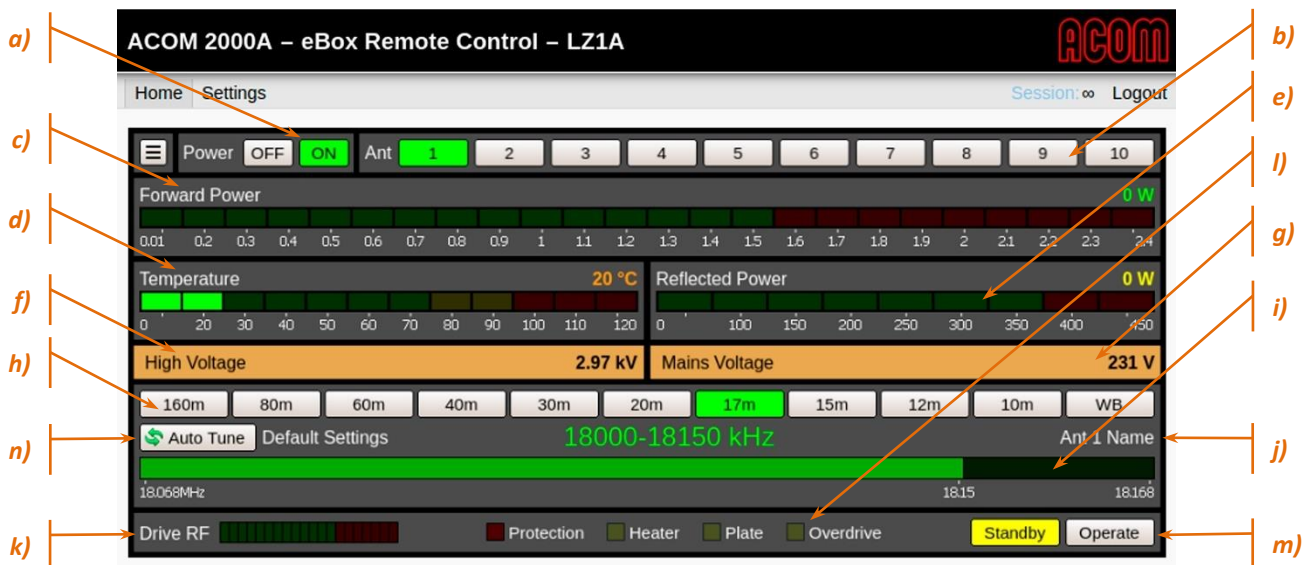 a)
ACOM 2000A – eBox Remote Control – LZ1A
ACOM
b)
Home Settings
Session: ∞ Logout
e)
c)
Power OFF ON Ant 1 2 3 4 5 6 7 8 9 10
l)
Forward Power 0 W
0.01 0.2 0.3 0.4 0.5 0.6 0.7 0.8 0.9 1 1.1 1.2 1.3 1.4 1.5 1.6 1.7 1.8 1.9 2 2.1 2.2 2.3 2.4
d)
g)
Temperature 20 °C
0 20 30 40 50 60 70 80 90 100 110 120
Reflected Power 0 W
0 100 150 200 250 300 350 400 450
f)
i)
High Voltage 2.97 kV
Mains Voltage 231 V
h)
160m 80m 60m 40m 30m 20m 17m 15m 12m 10m WB
n)
Auto Tune Default Settings 18000-18150 kHz Ant 1 Name
j)
18.068MHz 18.15 18.168
k)
Drive RF Protection Heater Plate Overdrive Standby Operate
m)